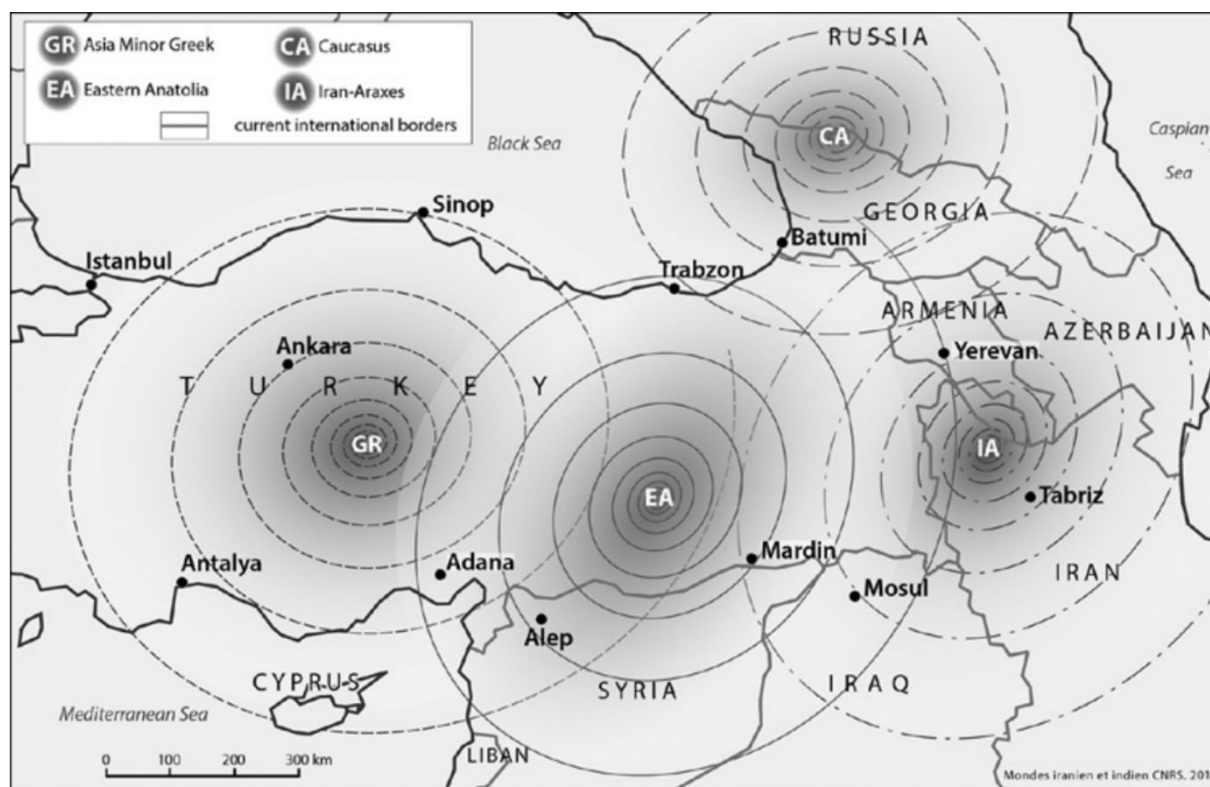 GR Asia Minor Greek
CA Caucasus
EA Eastern Anatolia
IA Iran-Araxes
current international borders
RUSSIA
CA
Caspian
Sea
Black Sea
Sinop
GEORGIA
Batumi
Istanbul
Trabzon
ARMENIA
AZERBAIJAN
Ankara
Yerevan
TURKEY
GR
IA
EA
Tabriz
Mardin
Adana
Antalya
Mosul
IRAN
Alep
CYPRUS
SYRIA
IRAQ
Mediterranean Sea
LIBAN
0 100 200 300 km
Mondes iranien et indien CNRS, 201